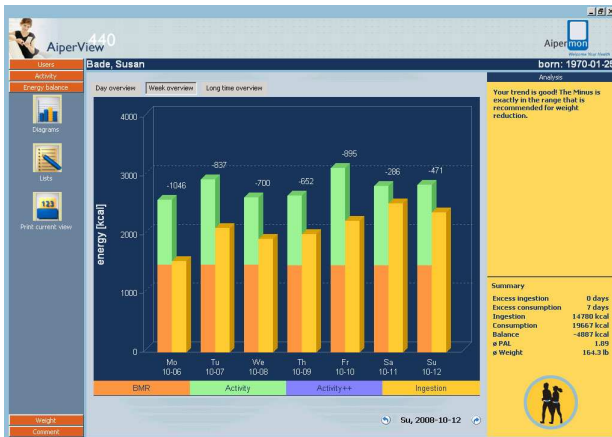 AiperView 440
Aipermon
Welcome Your Health
Users
Bade, Susan
born: 1970-01-25
Activity
Energy balance
Diagrams
Lists
123
Print current view
Weight
Comment
Day overview
Week overview
Long time overview
energy [kcal]
4000
3000
2000
1000
0
-1046
-837
-700
-652
-895
-286
-471
Mo
10-06
Tu
10-07
We
10-08
Th
10-09
Fr
10-10
Sa
10-11
Su
10-12
BMR
Activity
Activity++
Ingestion
Su, 2008-10-12
Analysis
Your trend is good! The Minus is
exactly in the range that is
recommended for weight
reduction.
Summary
Excess ingestion 0 days
Excess consumption 7 days
Ingestion 14780 kcal
Consumption 19667 kcal
Balance -4887 kcal
ø PAL 1.89
ø Weight 164.3 lb